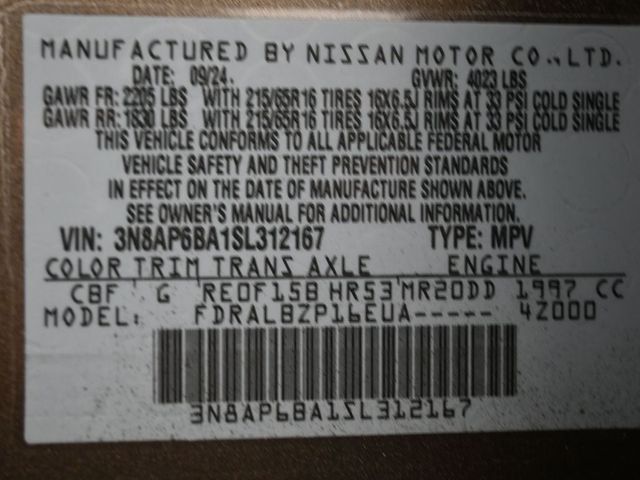 MANUFACTURED BY NISSAN MOTOR CO., LTD.
DATE: 09/24. GVWR: 4023 LBS
GAWR FR: 2205 LBS WITH 215/65R16 TIRES 16X6.5J RIMS AT 33 PSI COLD SINGLE
GAWR RR: 1830 LBS WITH 215/65R16 TIRES 16X6.5J RIMS AT 33 PSI COLD SINGLE
THIS VEHICLE CONFORMS TO ALL APPLICABLE FEDERAL MOTOR
VEHICLE SAFETY AND THEFT PREVENTION STANDARDS
IN EFFECT ON THE DATE OF MANUFACTURE SHOWN ABOVE.
SEE OWNER'S MANUAL FOR ADDITIONAL INFORMATION.
VIN: 3N8AP6BA1SL312167 TYPE: MPV
COLOR TRIM TRANS AXLE ENGINE
CBF G RE0F15B HR53 MR20DD 1997 CC
MODEL: FDRALBZP16EUA----- 4Z000
3N8AP6BA1SL312167